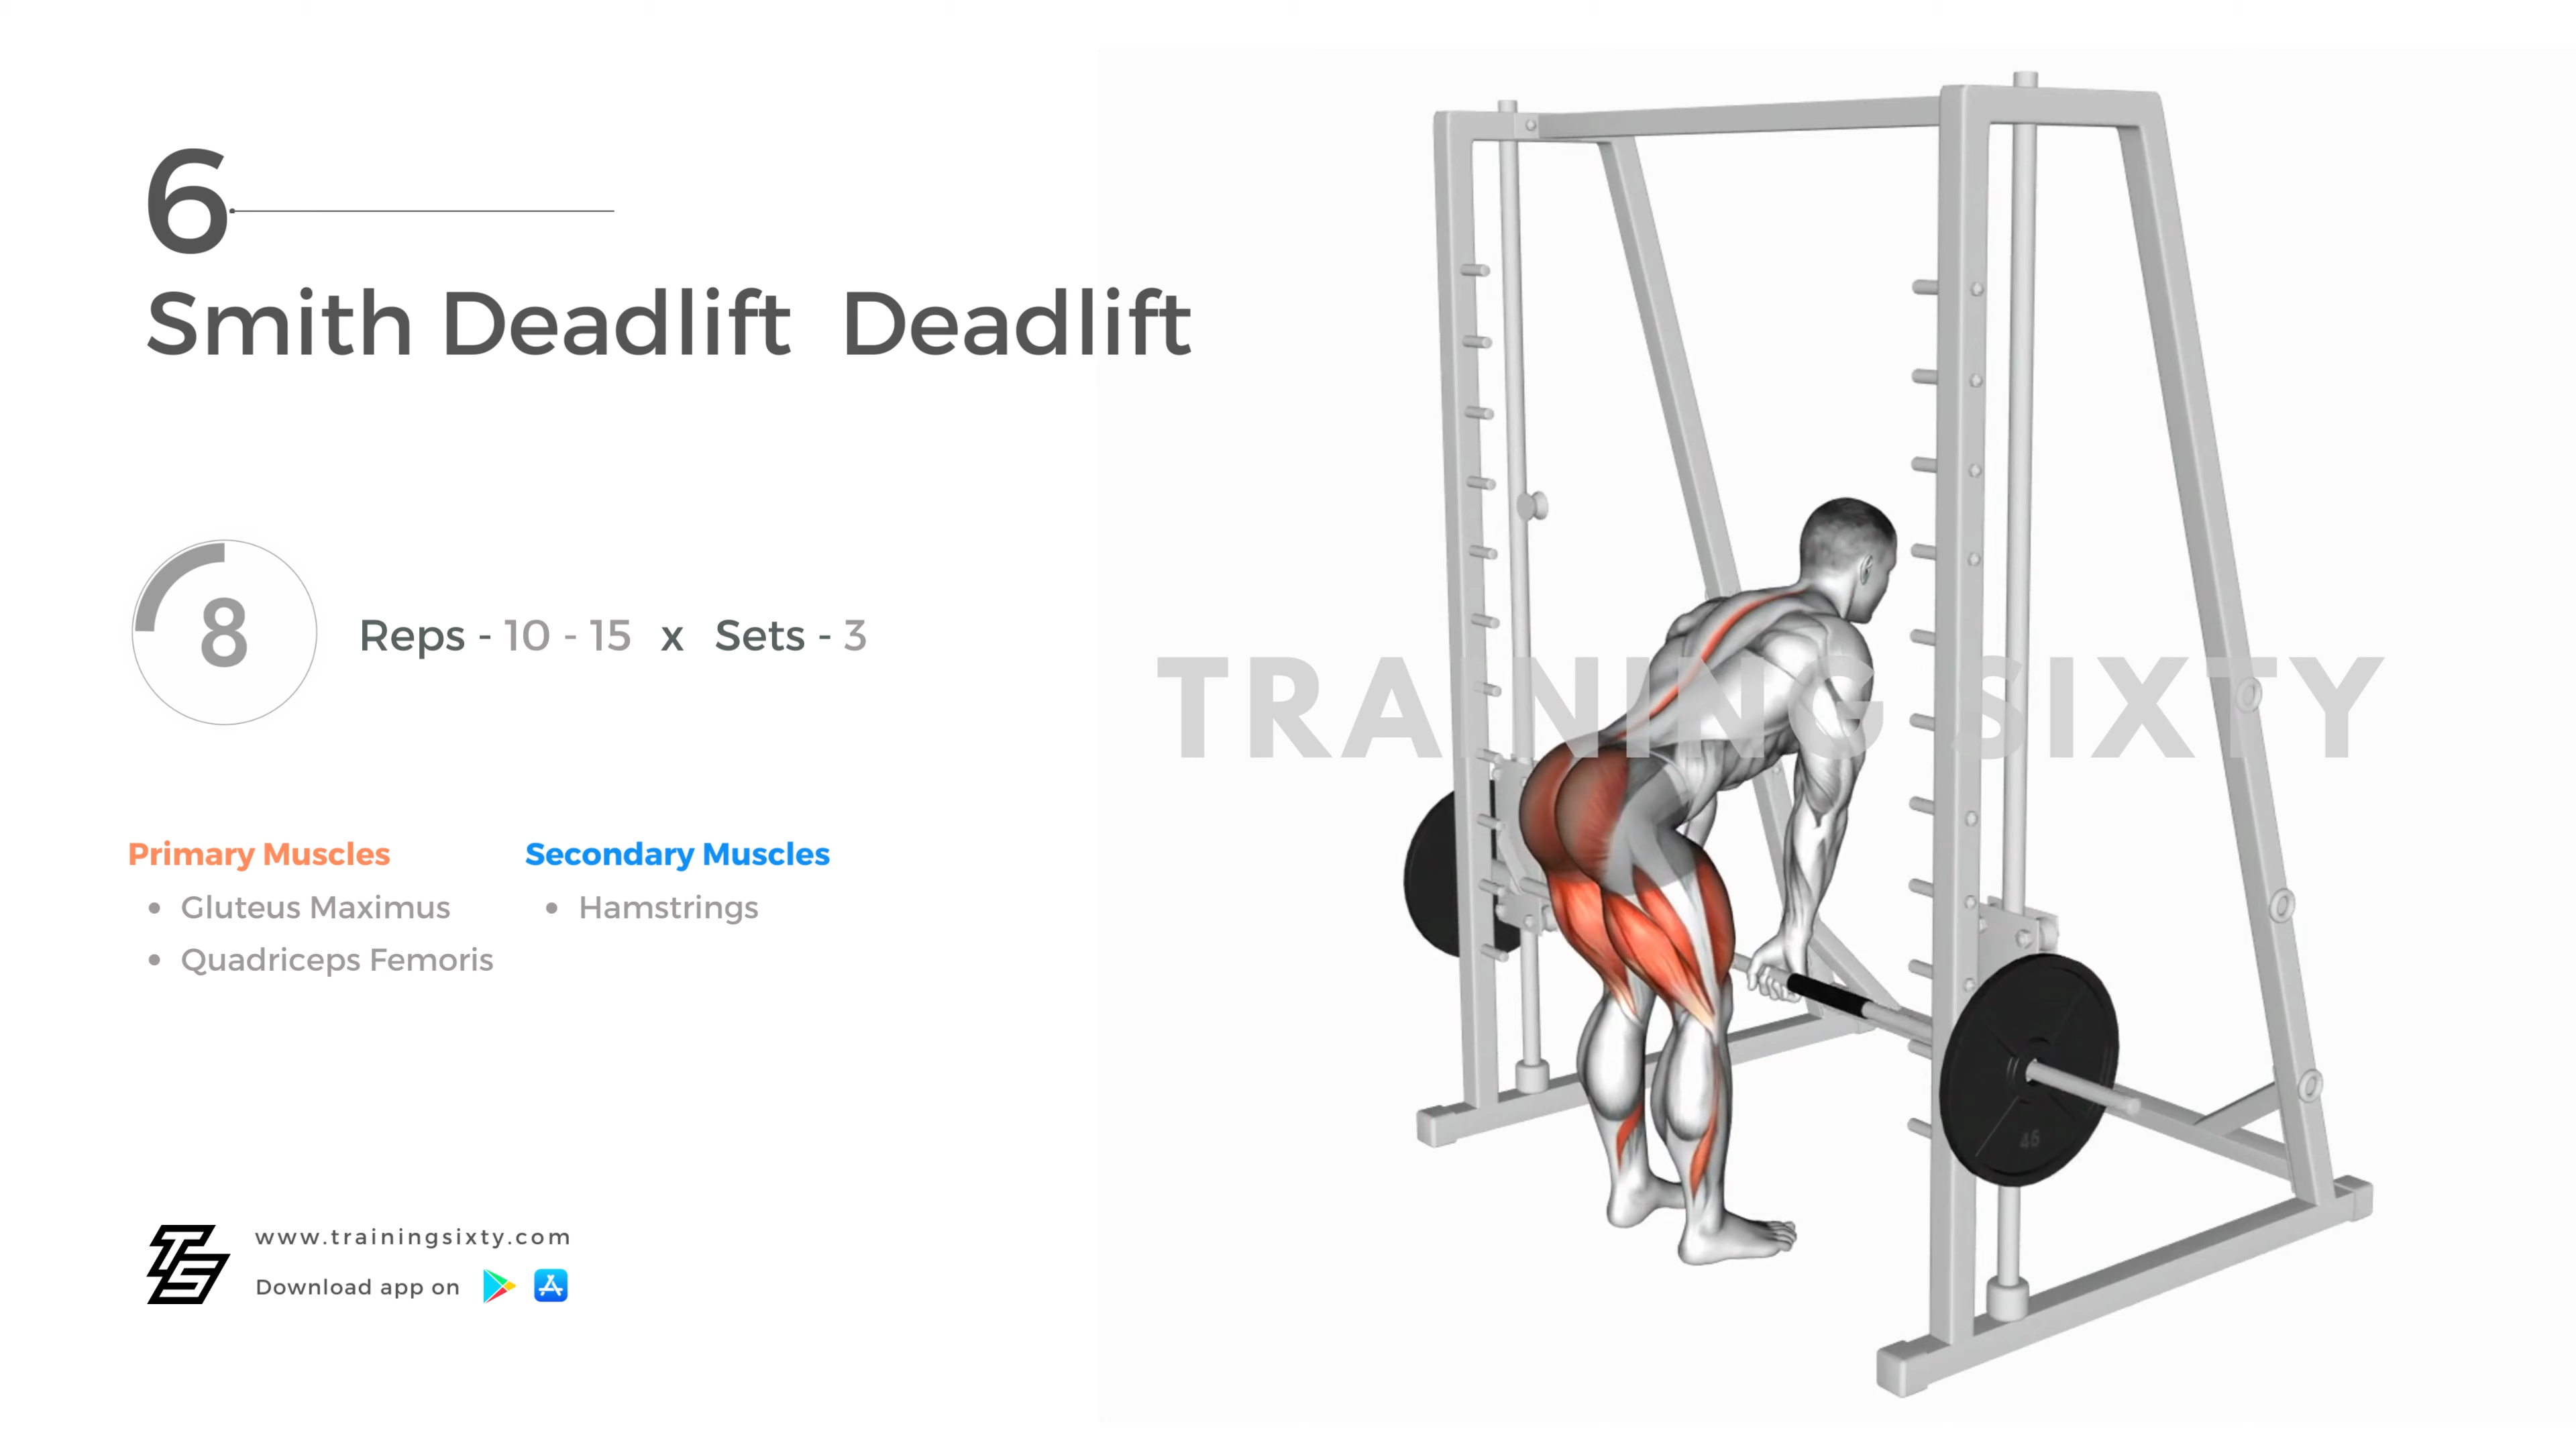 6
Smith Deadlift  Deadlift
8
Reps - 10 - 15 x Sets - 3
TRAINING SIXTY
Primary Muscles
• Gluteus Maximus
• Quadriceps Femoris
Secondary Muscles
• Hamstrings
45
TS
www.trainingsixty.com
Download app on